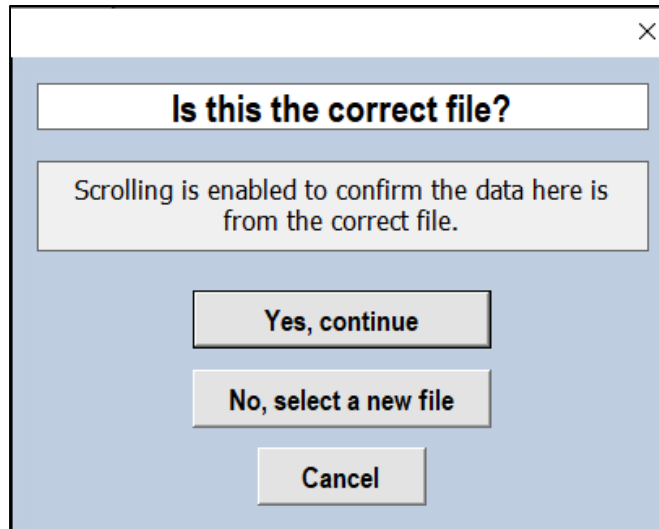 Is this the correct file?
Scrolling is enabled to confirm the data here is
from the correct file.
Yes, continue
No, select a new file
Cancel